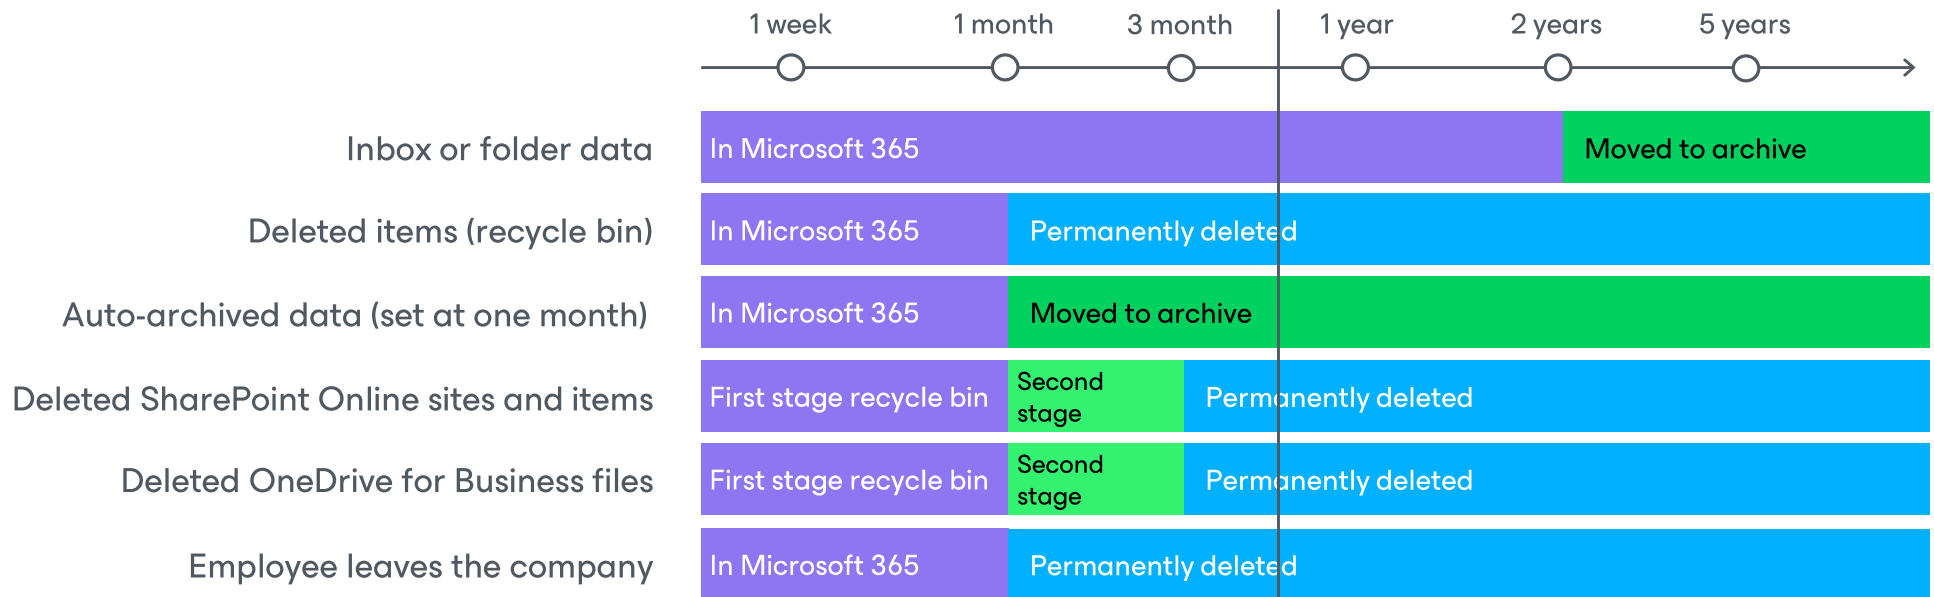 1 week
1 month
3 month
1 year
2 years
5 years
Inbox or folder data
In Microsoft 365
Moved to archive
Deleted items (recycle bin)
In Microsoft 365
Permanently deleted
Auto-archived data (set at one month)
In Microsoft 365
Moved to archive
Deleted SharePoint Online sites and items
First stage recycle bin
Second
stage
Permanently deleted
Deleted OneDrive for Business files
First stage recycle bin
Second
stage
Permanently deleted
Employee leaves the company
In Microsoft 365
Permanently deleted